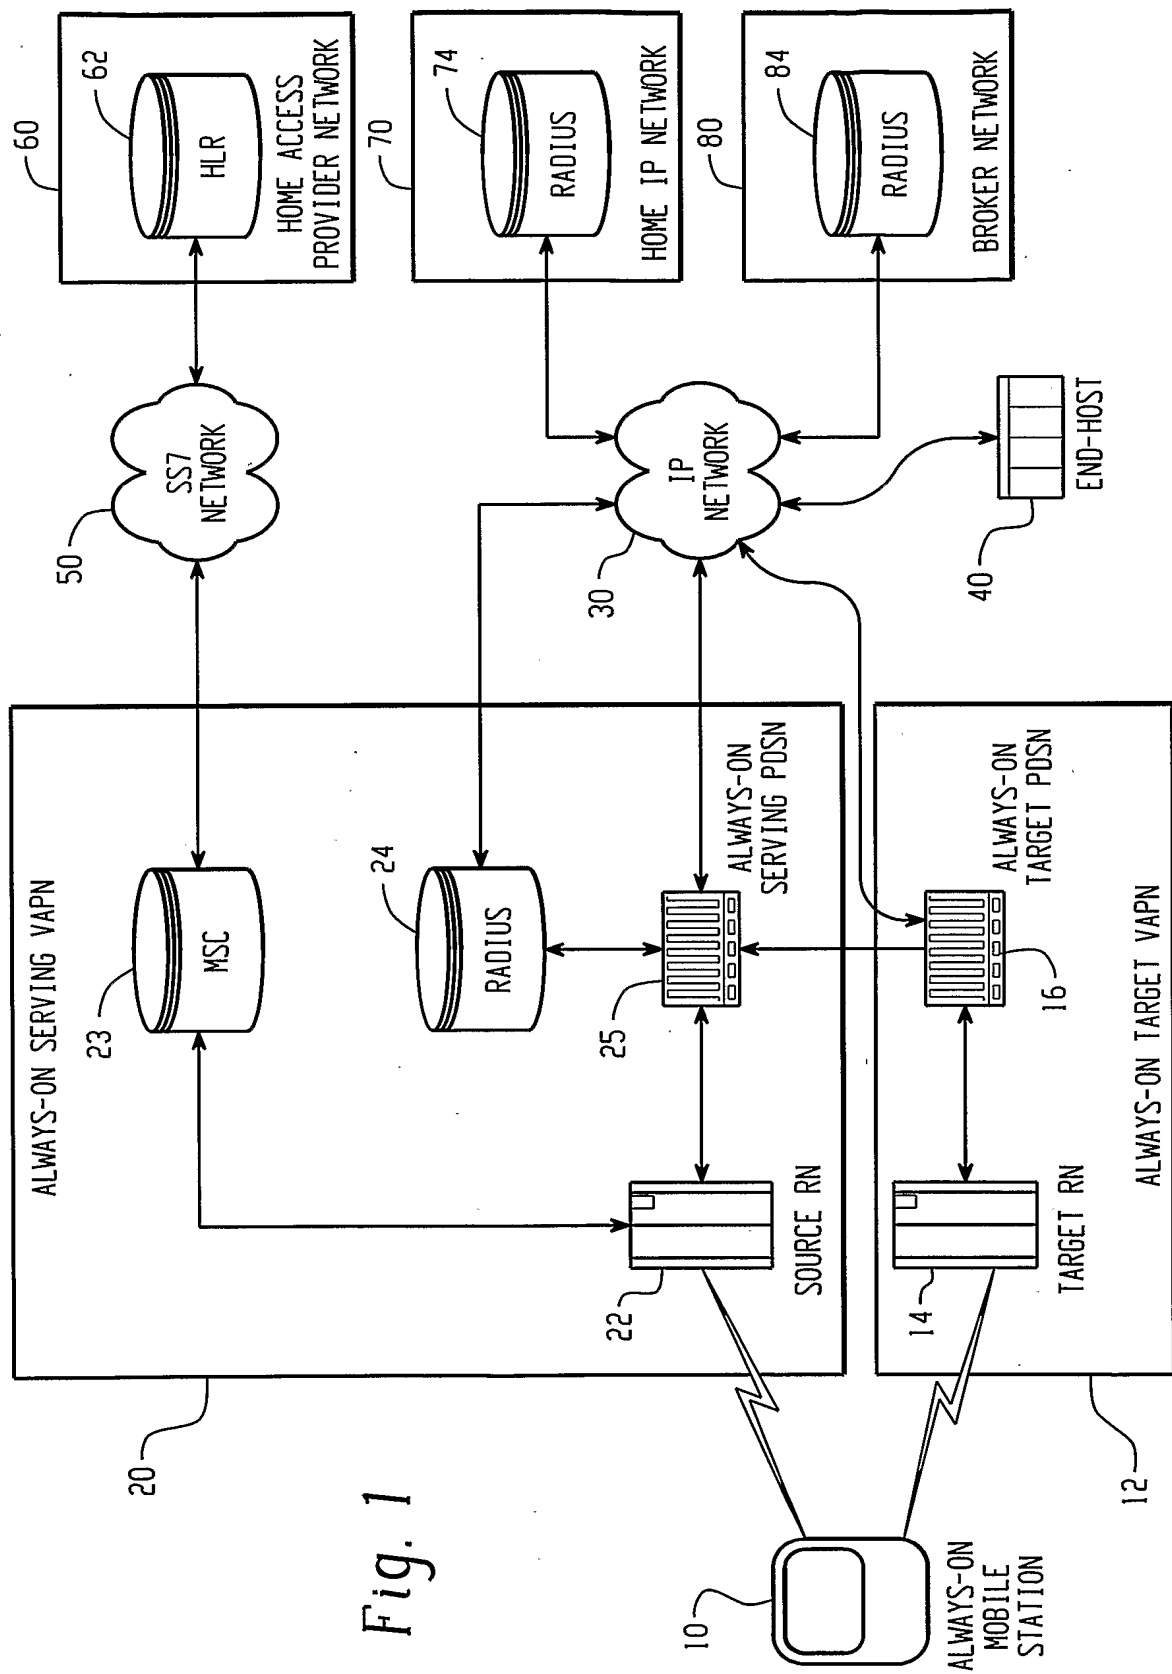 ALWAYS-ON SERVING VAPN
23
MSC
50
SS7
NETWORK
60
62
HLR
HOME ACCESS
PROVIDER NETWORK
24
RADIUS
70
74
RADIUS
HOME IP NETWORK
20
22
SOURCE RN
25
ALWAYS-ON
SERVING PDSN
30
IP
NETWORK
80
84
RADIUS
BROKER NETWORK
10
ALWAYS-ON
MOBILE
STATION
14
TARGET RN
16
ALWAYS-ON
TARGET PDSN
40
END-HOST
12
ALWAYS-ON TARGET VAPN
Fig. 1